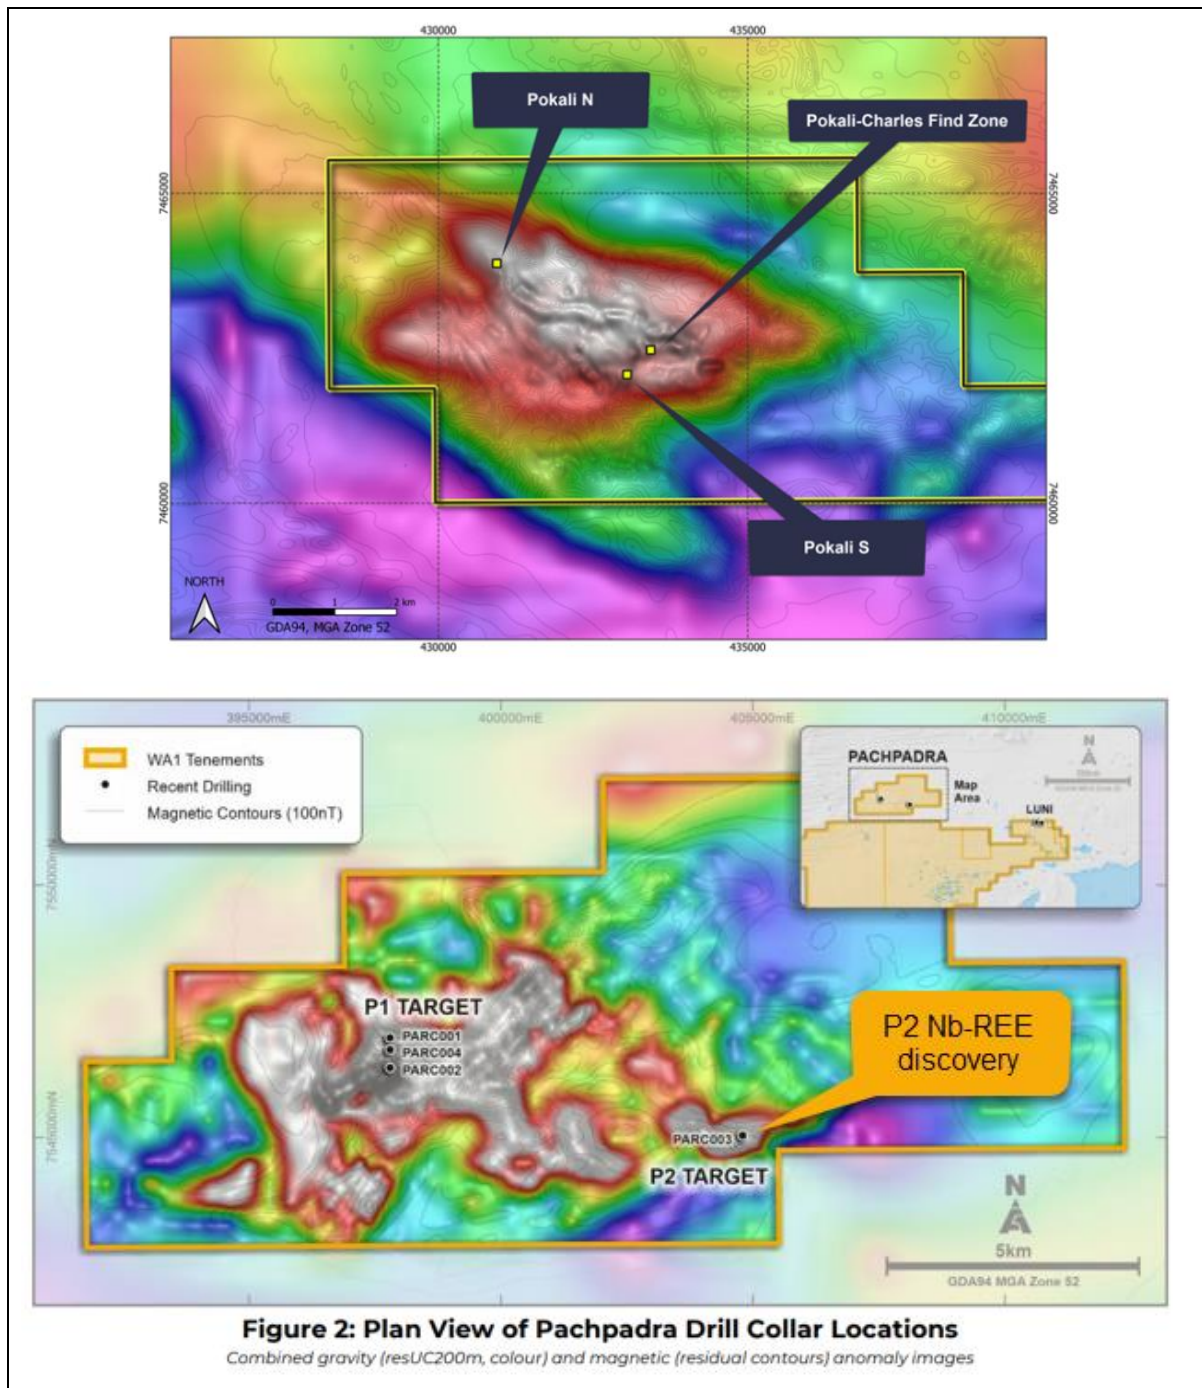 430000
435000
Pokali N
Pokali-Charles Find Zone
7465000
7465000
7460000
7460000
Pokali S
NORTH
0 1 2 km
GDA94, MGA Zone 52
430000
435000
395000mE
400000mE
405000mE
410000mE
WA1 Tenements
Recent Drilling
Magnetic Contours (100nT)
PACHPADRA
N
Map
Area
LUNI
7550000mN
P1 TARGET
PARC001
PARC004
PARC002
P2 Nb-REE
discovery
7545000mN
PARC003
P2 TARGET
N
5km
GDA94 MGA Zone 52
Figure 2: Plan View of Pachpadra Drill Collar Locations
Combined gravity (resUC200m, colour) and magnetic (residual contours) anomaly images